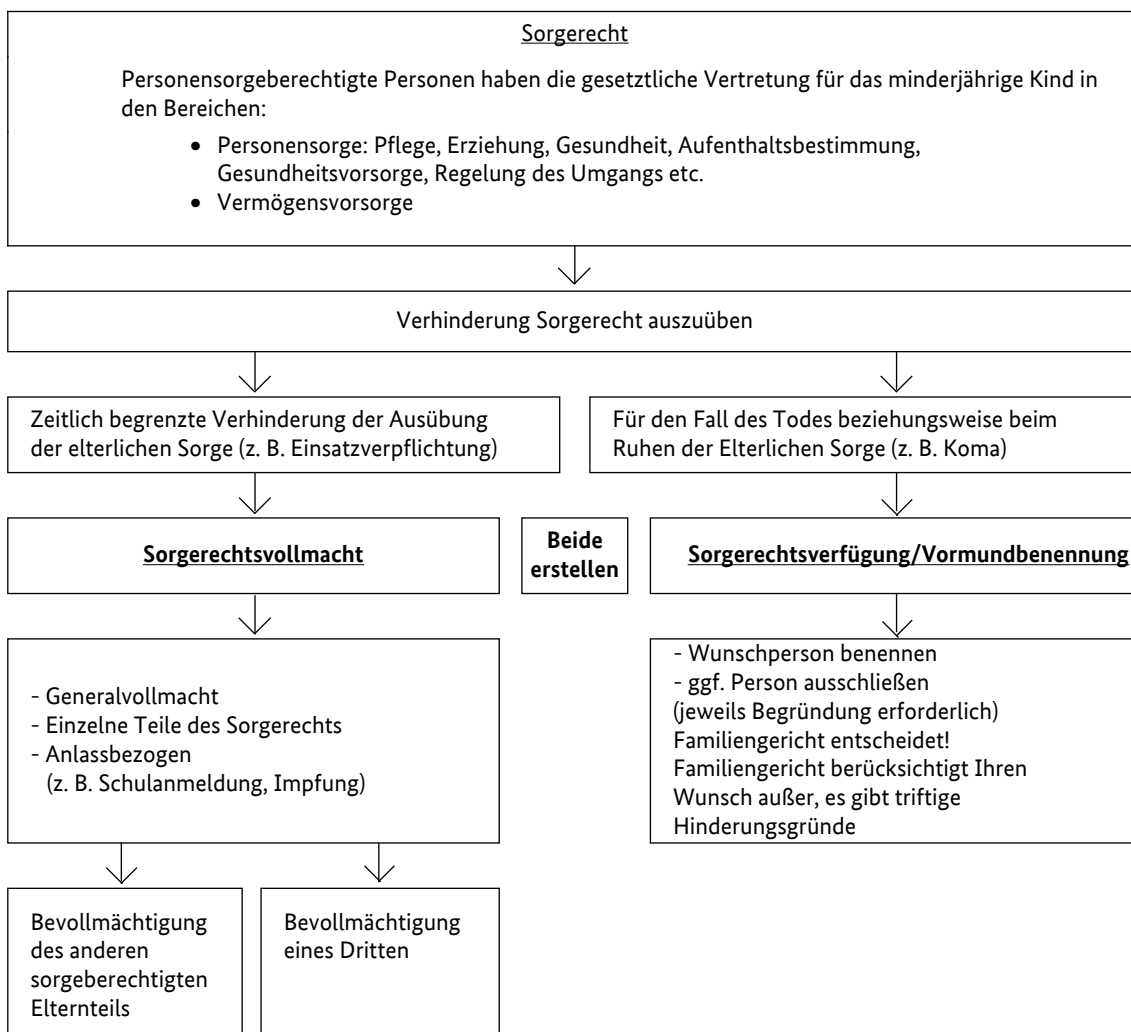 Sorgerecht
Personensorgeberechtigte Personen haben die gesetztliche Vertretung für das minderjährige Kind in
den Bereichen:
• Personensorge: Pflege, Erziehung, Gesundheit, Aufenthaltsbestimmung,
Gesundheitsvorsorge, Regelung des Umgangs etc.
• Vermögensvorsorge
Verhinderung Sorgerecht auszuüben
Zeitlich begrenzte Verhinderung der Ausübung
der elterlichen Sorge (z. B. Einsatzverpflichtung)
Für den Fall des Todes beziehungsweise beim
Ruhen der Elterlichen Sorge (z. B. Koma)
Sorgerechtsvollmacht
Beide
erstellen
Sorgerechtsverfügung/Vormundbenennung
- Generalvollmacht
- Einzelne Teile des Sorgerechts
- Anlassbezogen
(z. B. Schulanmeldung, Impfung)
- Wunschperson benennen
- ggf. Person ausschließen
(jeweils Begründung erforderlich)
Familiengericht entscheidet!
Familiengericht berücksichtigt Ihren
Wunsch außer, es gibt triftige
Hinderungsgründe
Bevollmächtigung
des anderen
sorgeberechtigten
Elternteils
Bevollmächtigung
eines Dritten